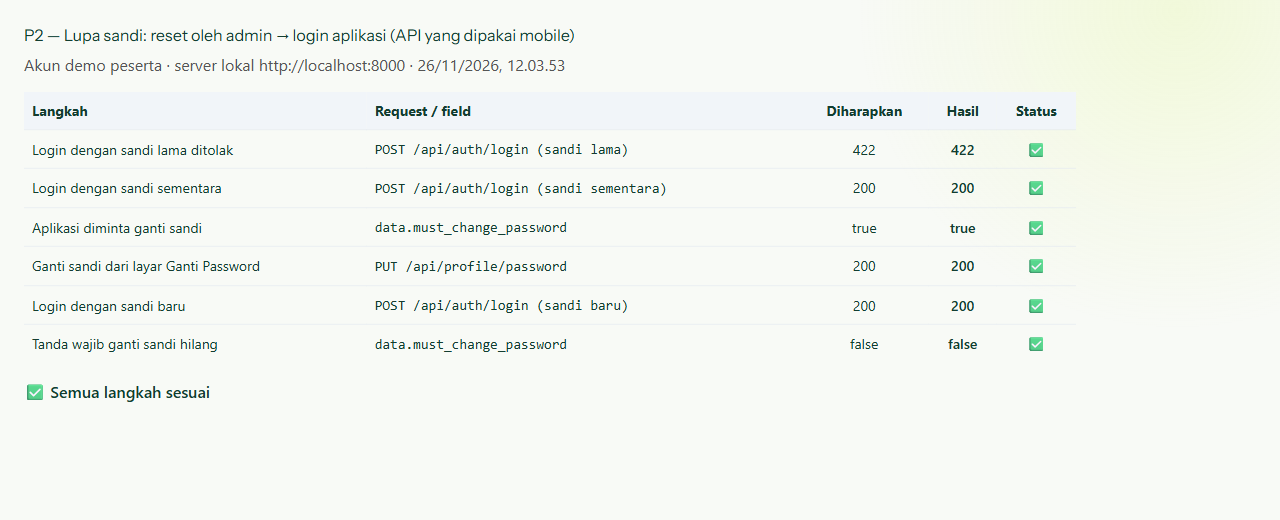 P2 — Lupa sandi: reset oleh admin → login aplikasi (API yang dipakai mobile)
Akun demo peserta · server lokal http://localhost:8000 · 26/11/2026, 12.03.53
Langkah Request / field Diharapkan Hasil Status
Login dengan sandi lama ditolak POST /api/auth/login (sandi lama) 422 422 ✅
Login dengan sandi sementara POST /api/auth/login (sandi sementara) 200 200 ✅
Aplikasi diminta ganti sandi data.must_change_password true true ✅
Ganti sandi dari layar Ganti Password PUT /api/profile/password 200 200 ✅
Login dengan sandi baru POST /api/auth/login (sandi baru) 200 200 ✅
Tanda wajib ganti sandi hilang data.must_change_password false false ✅
✅ Semua langkah sesuai